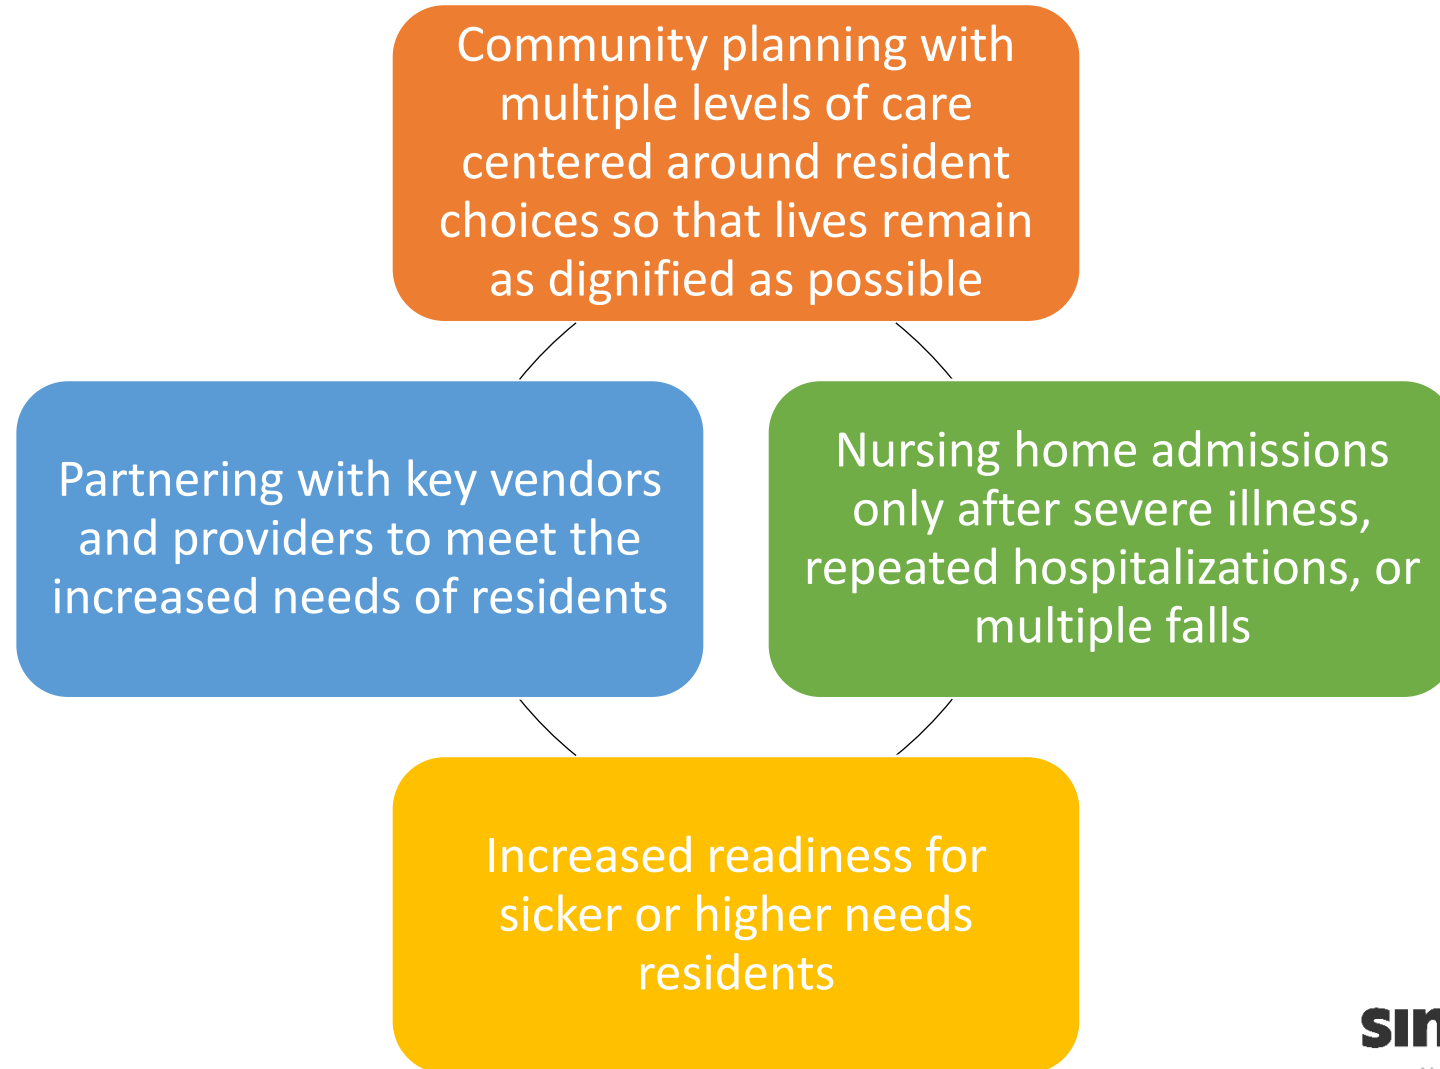 Community planning with
multiple levels of care
centered around resident
choices so that lives remain
as dignified as possible
Partnering with key vendors
and providers to meet the
increased needs of residents
Nursing home admissions
only after severe illness,
repeated hospitalizations, or
multiple falls
Increased readiness for
sicker or higher needs
residents